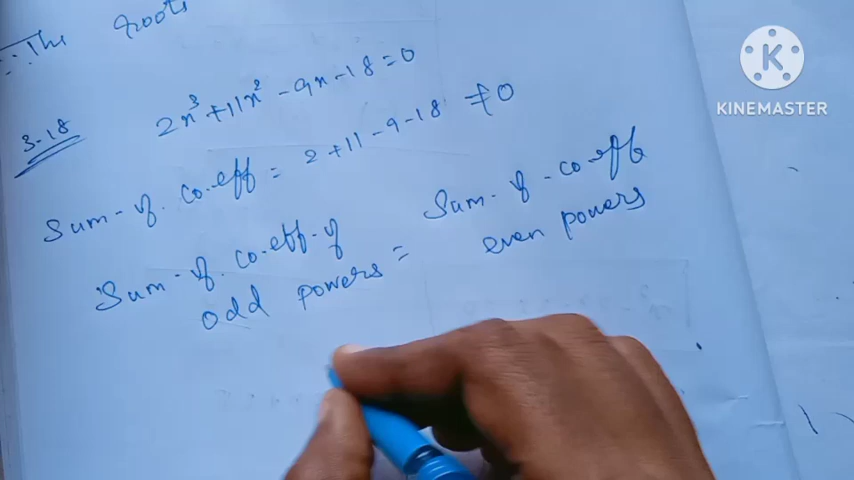 ∴ The roots
3.18
2x³ + 11x² - 9x - 18 = 0
Sum of co.eff = 2 + 11 - 9 - 18 ≠ 0
Sum of co.eff of odd powers = Sum of co.eff even powers
KINEMASTER